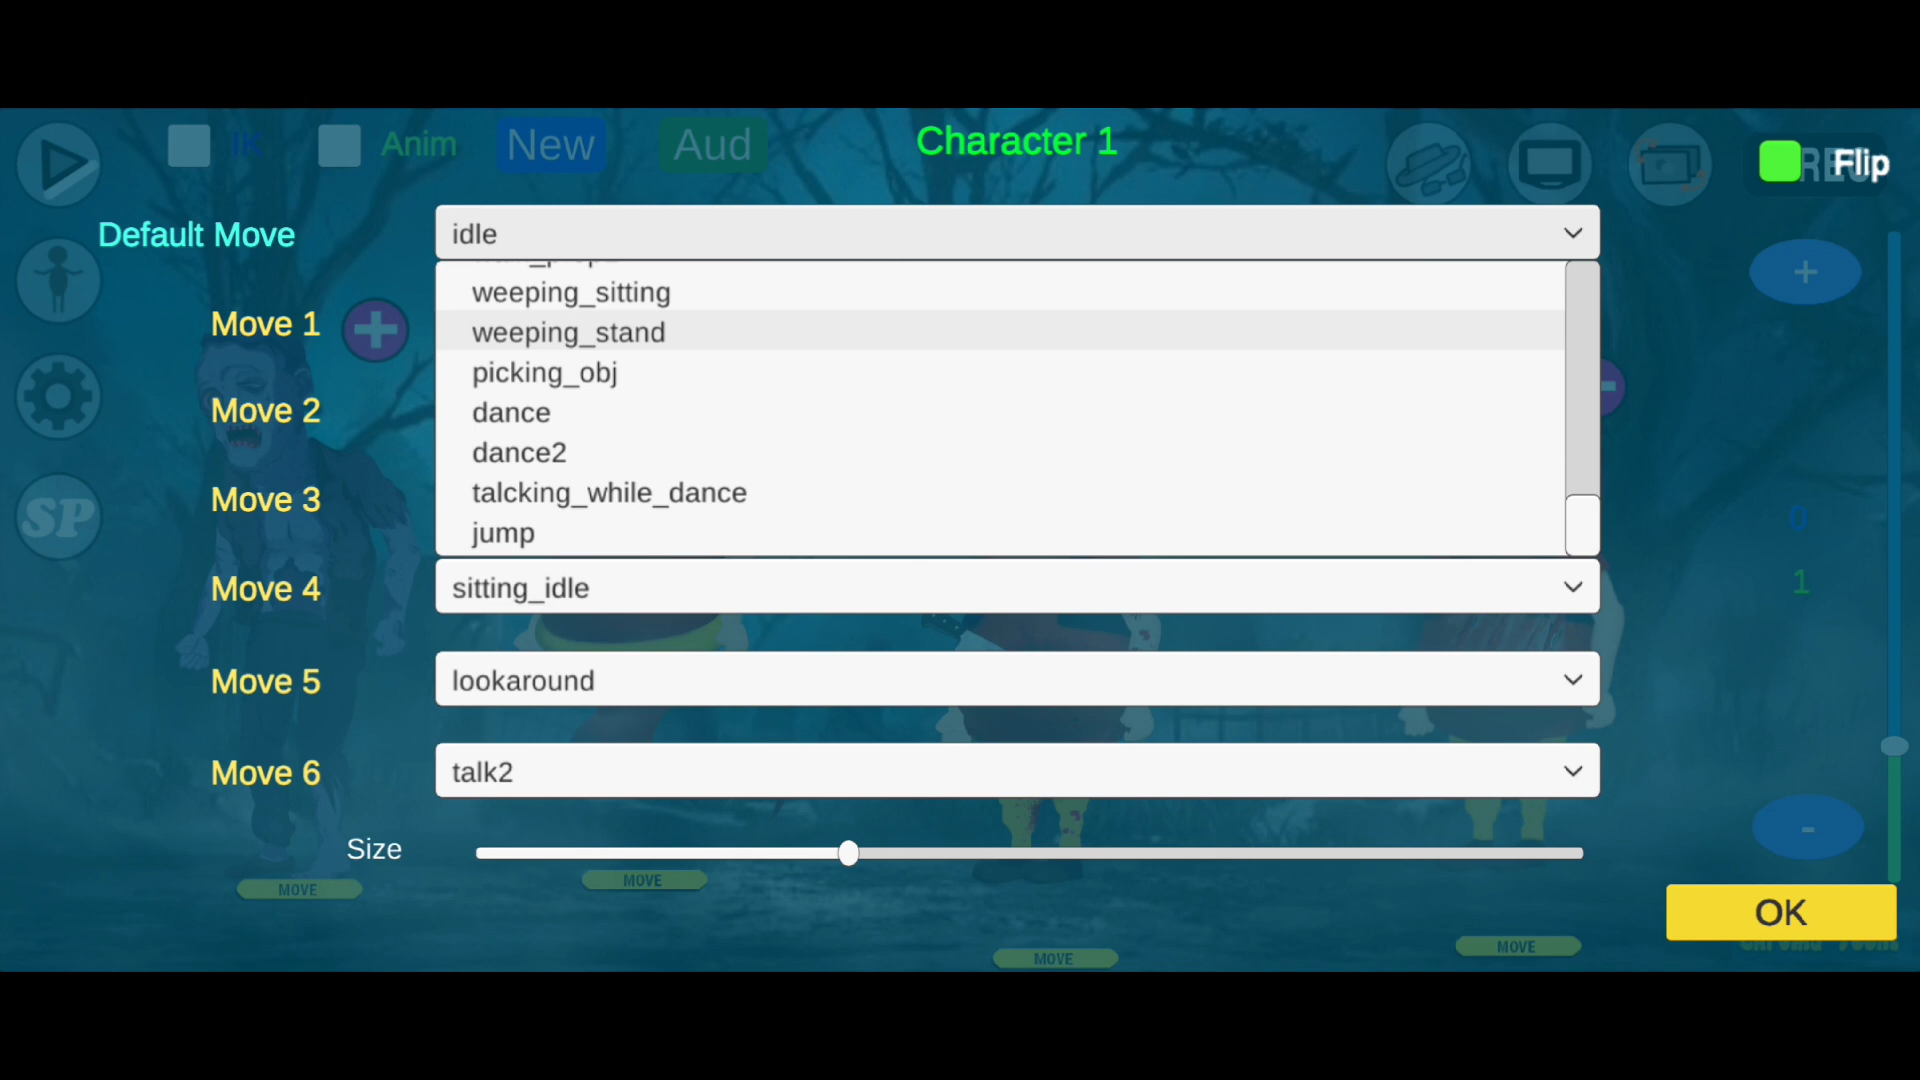 IK
Anim
New
Aud
Character 1
Flip
Default Move
idle
weeping_sitting
Move 1
weeping_stand
picking_obj
Move 2
dance
dance2
talcking_while_dance
Move 3
jump
SP
+
0
1
Move 4
sitting_idle
Move 5
lookaround
Move 6
talk2
-
Size
MOVE
MOVE
MOVE
MOVE
OK